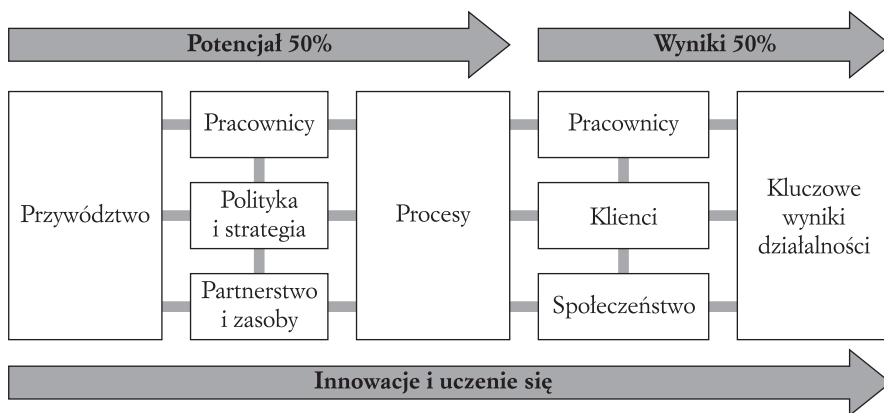 Potencjał 50%
Wyniki 50%
Przywództwo
Pracownicy
Polityka
i strategia
Partnerstwo
i zasoby
Procesy
Pracownicy
Klienci
Społeczeństwo
Kluczowe
wyniki
działalności
Innowacje i uczenie się